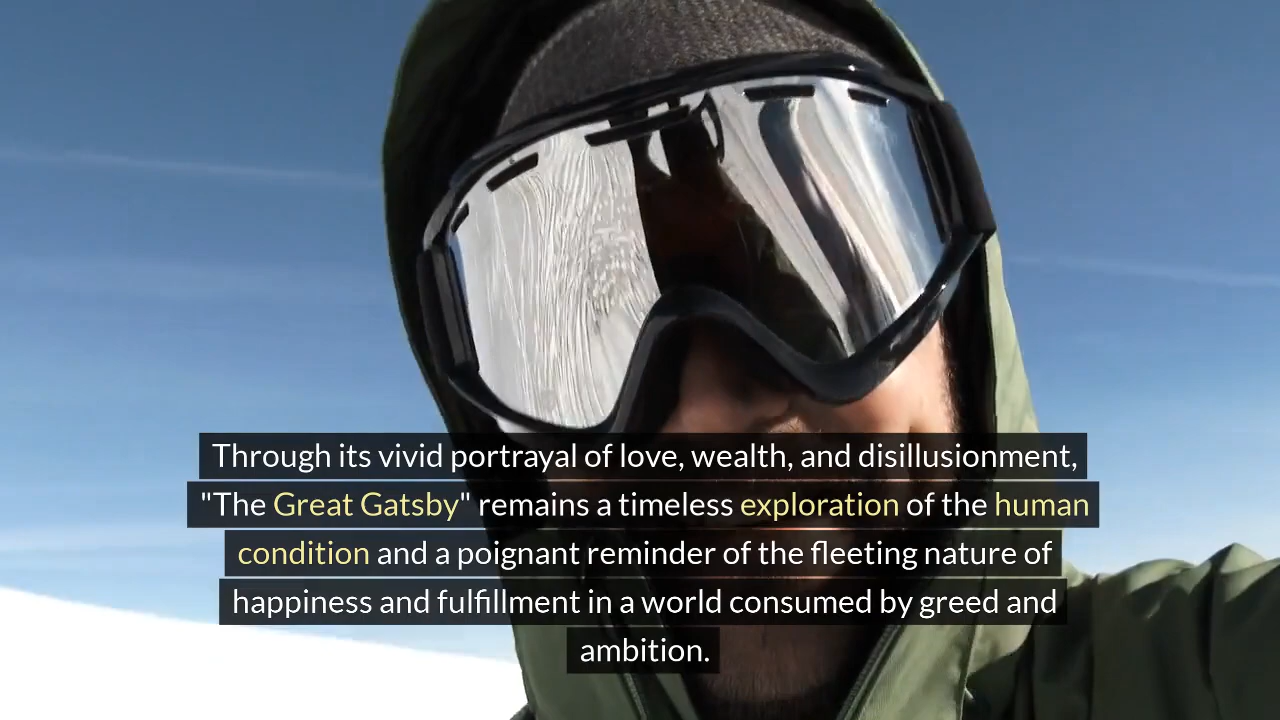 Through its vivid portrayal of love, wealth, and disillusionment,
"The Great Gatsby" remains a timeless exploration of the human
condition and a poignant reminder of the fleeting nature of
happiness and fulfillment in a world consumed by greed and
ambition.